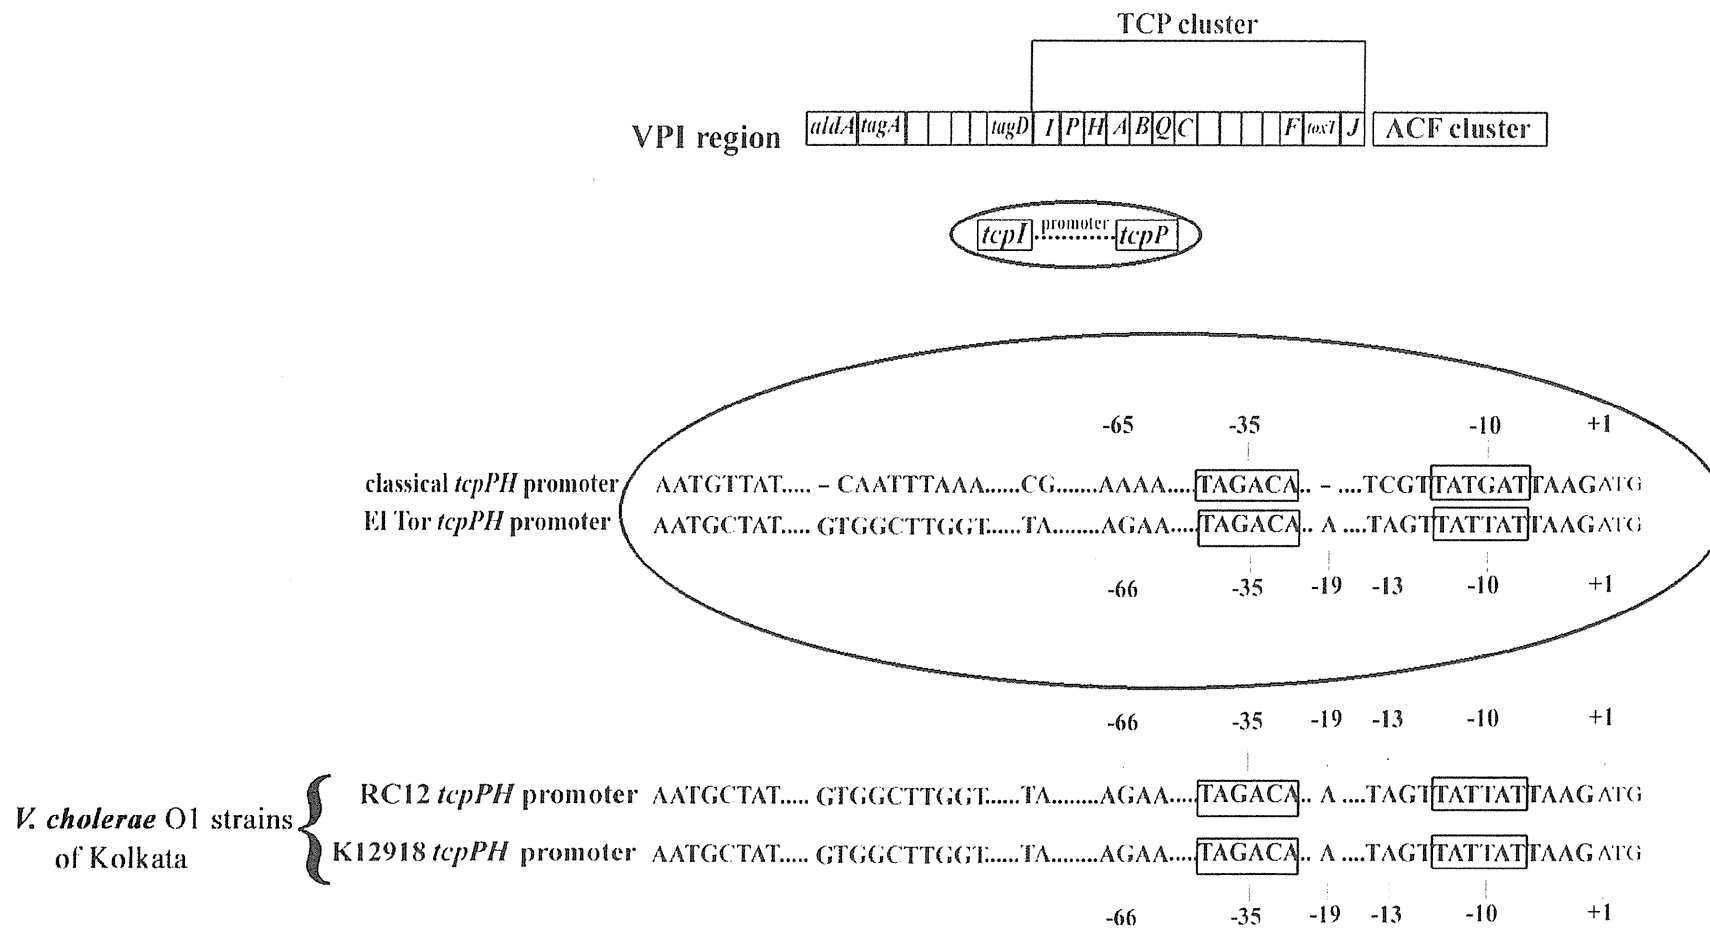 TCP cluster
VPI region aldA tagA tagD I P H A B Q C F toxT J ACF cluster
tcpI promoter tcpP
-65 -35 -10 +1
classical tcpPH promoter AATGTTAT..... – CAATTTAAA......CG.......AAAA.....TAGACA.. – ....TCGTTATGATTAAGATG
El Tor tcpPH promoter AATGCTAT..... GTGGCTTGGT......TA........AGAA.....TAGACA.. A ....TAGTTATTATTAAGATG
-66 -35 -19 -13 -10 +1
-66 -35 -19 -13 -10 +1
RC12 tcpPH promoter AATGCTAT..... GTGGCTTGGT......TA........AGAA....TAGACA.. A ....TAGTTATTATTAAGATG
V. cholerae O1 strains
of Kolkata
K12918 tcpPH promoter AATGCTAT..... GTGGCTTGGT......TA........AGAA....TAGACA.. A ....TAGTTATTATTAAGATG
-66 -35 -19 -13 -10 +1